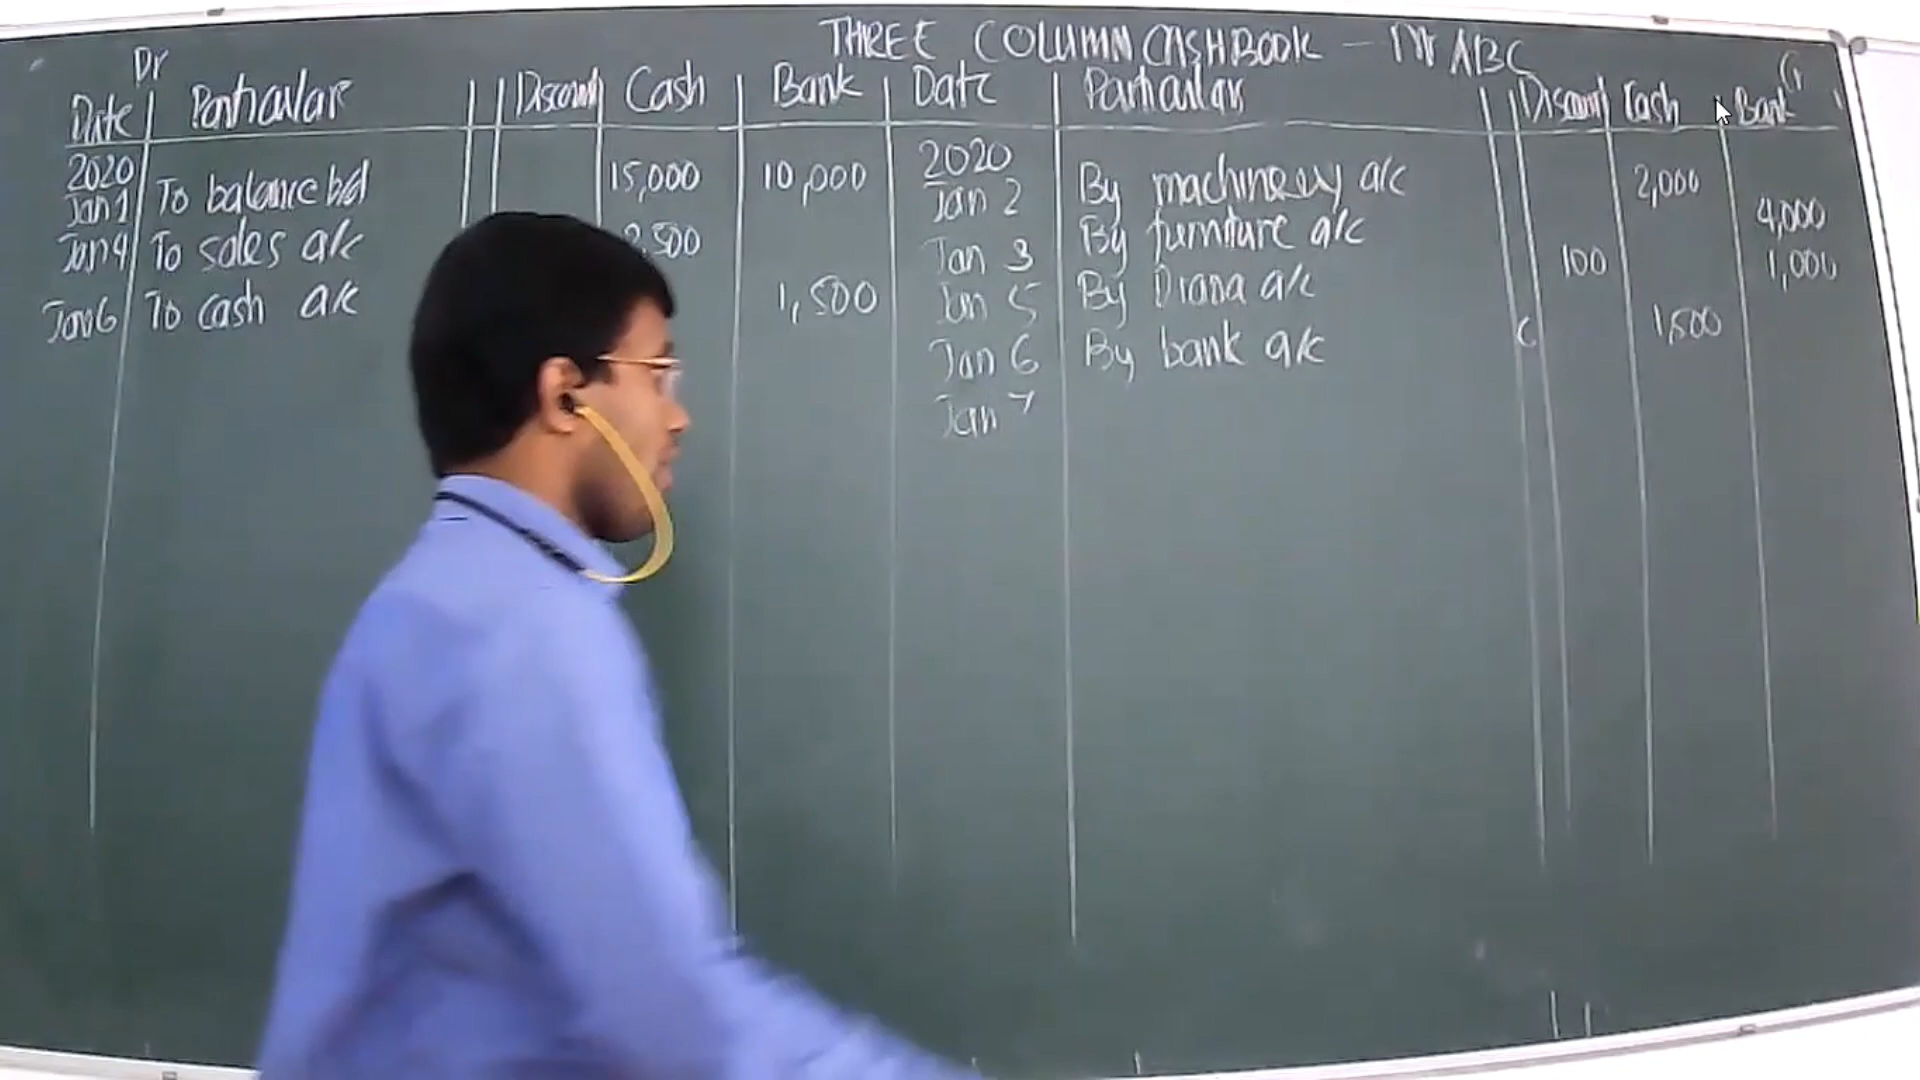 THREE COLUMN CASHBOOK - Mr ABC
Dr
Date Particular Discount Cash Bank Date Particular Discount Cash Bank
2020 2020
Jan 1 To balance b/d 15,000 10,000 Jan 2 By machinery a/c 2,000
Jan 4 To sales a/c 500 Jan 3 By furniture a/c 4,000
Jan 6 To cash a/c 1,500 Jan 5 By Diana a/c 100 1,000
Jan 6 By bank a/c C 1,500
Jan 7